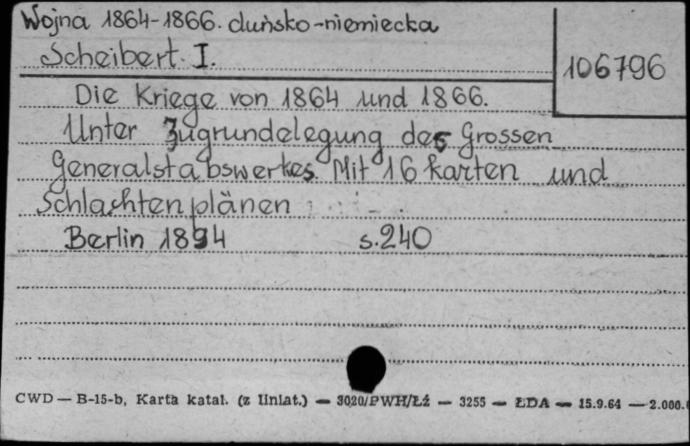 Wojna 1864-1866. duńsko-niemiecka
Scheibert. I.
106796
Die Kriege von 1864 und 1866.
Unter Zugrundelegung des Grossen
Generalstabswerkes. Mit 16 Karten und
Schlachtenplänen
Berlin 1894 s.240
CWD — B-15-b, Karta katal. (z liniat.) — 3020/PWH/Łź — 3255 — ŁDA — 15.9.64 — 2.000.